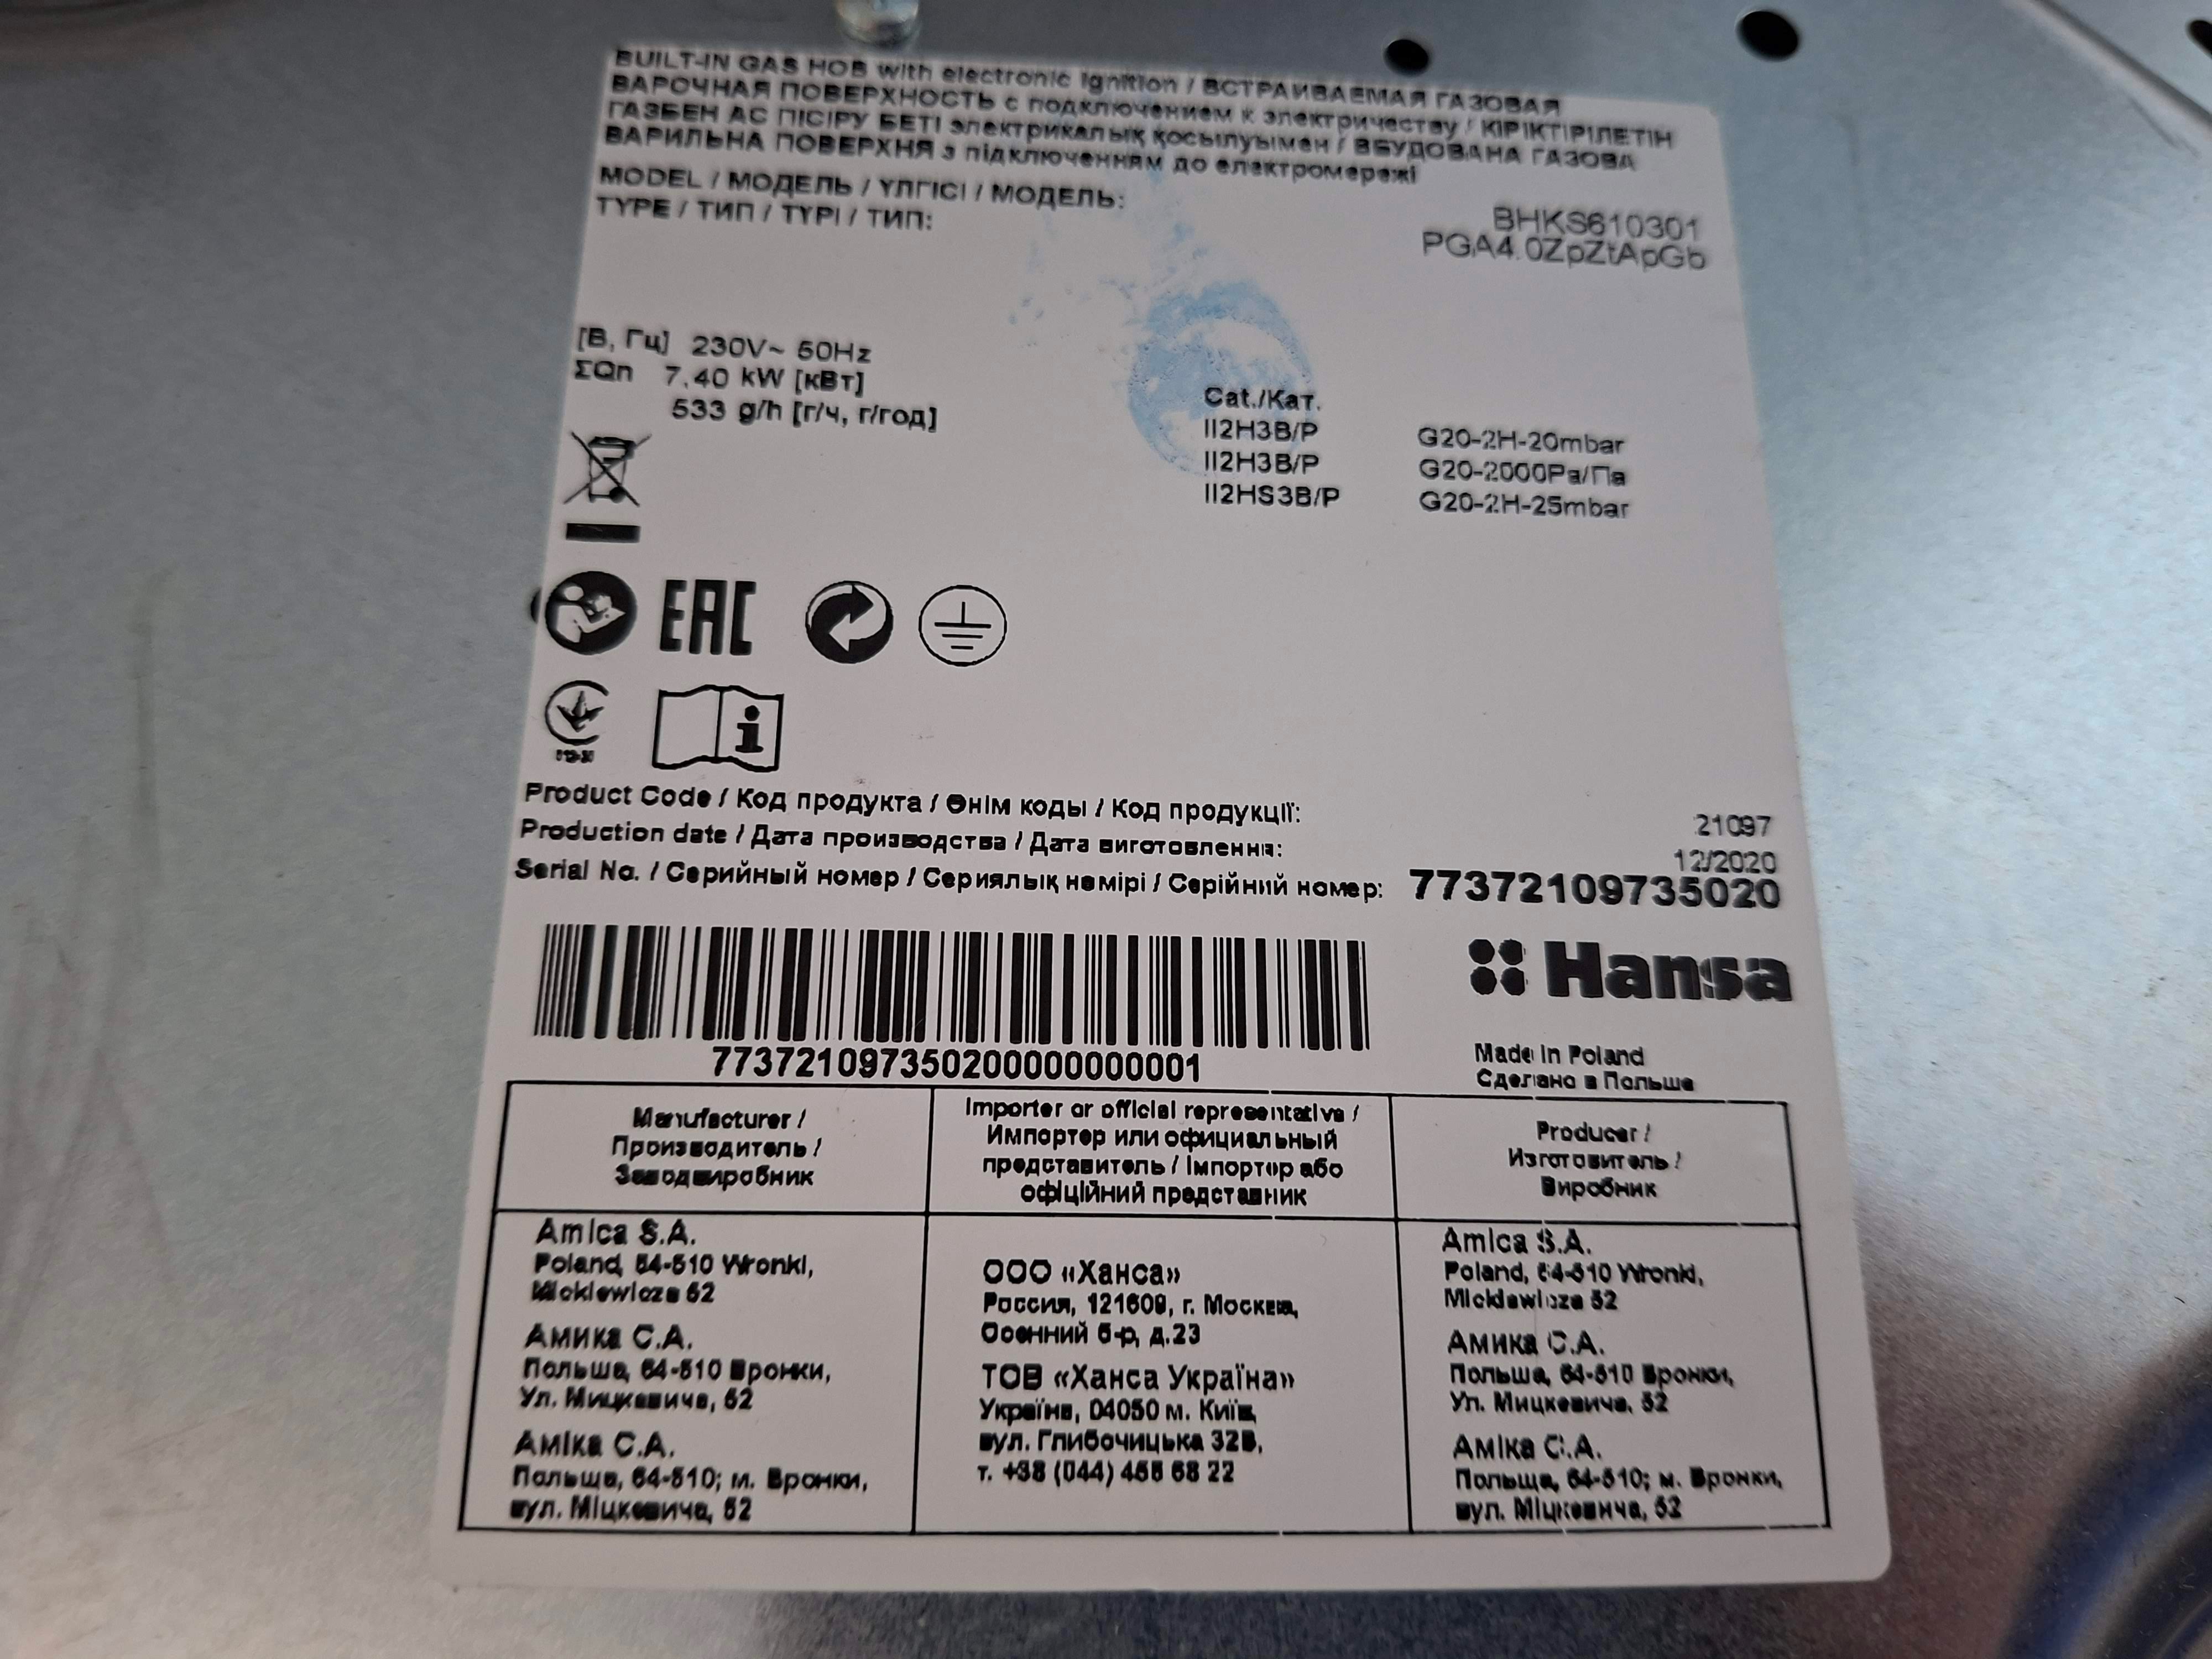 BUILT-IN GAS HOB with electronic ignition / ВСТРАИВАЕМАЯ ГАЗОВАЯ
ВАРОЧНАЯ ПОВЕРХНОСТЬ с подключением к электричеству / КІРІКТІРІЛЕТІН
ГАЗБЕН АС ПІСІРУ БЕТІ электрикалық қосылуымен / ВБУДОВАНА ГАЗОВА
ВАРИЛЬНА ПОВЕРХНЯ з підключенням до електромережі
MODEL / МОДЕЛЬ / ҮЛГІСІ / МОДЕЛЬ:
BHKS610301
TYPE / ТИП / ТҮРІ / ТИП:
PGA4.0ZpZtApGb
[В, Гц] 230V~ 50Hz
ΣQn 7.40 kW [кВт]
533 g/h [г/ч, г/год]
Cat./Кат.
II2H3B/P G20-2H-20mbar
II2H3B/P G20-2000Pa/Па
II2HS3B/P G20-2H-25mbar
EAC
Product Code / Код продукта / Өнім коды / Код продукції: 21097
Production date / Дата производства / Дата виготовлення: 12/2020
Serial No. / Серийный номер / Сериялық немірі / Серійний номер: 77372109735020
7737210973502000000000001
Hansa
Made in Poland
Сделано в Польше
Manufacturer /
Производитель /
Заводвиробник
Importer or official representative /
Импортер или официальный
представитель / Імпортер або
офіційний представник
Producer /
Изготовитель /
Виробник
Amica S.A.
Poland, 64-510 Wronki,
Mickiewicza 52
Амика С.А.
Польша, 64-510 Вронки,
Ул. Мицкевича, 52
Аміка С.А.
Польща, 64-510; м. Вронки,
вул. Міцкевича, 52
ООО «Ханса»
Россия, 121609, г. Москва,
Осенний б-р, д.23
ТОВ «Ханса Україна»
Україна, 04050 м. Київ,
вул. Глибочицька 32В,
т. +38 (044) 455 68 22
Amica S.A.
Poland, 64-510 Wronki,
Mickiewicza 52
Амика С.А.
Польша, 64-510 Вронки,
Ул. Мицкевича, 52
Аміка С.А.
Польща, 64-510; м. Вронки,
вул. Міцкевича, 52